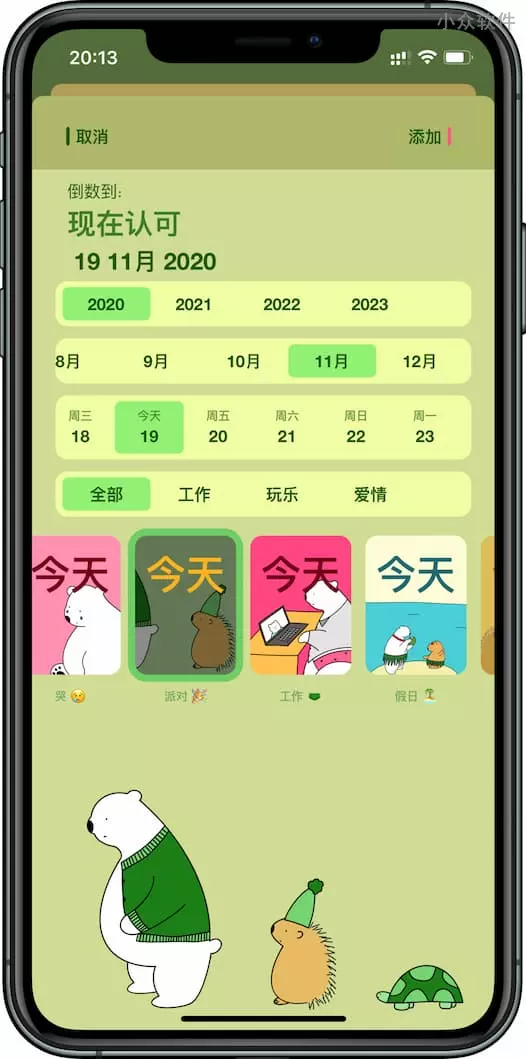 小众软件
20:13
取消
添加
倒数到:
现在认可
19 11月 2020
2020 2021 2022 2023
8月 9月 10月 11月 12月
周三 今天 周五 周六 周日 周一
18 19 20 21 22 23
全部 工作 玩乐 爱情
今天 今天 今天 今天
哭 😢 派对 🎉 工作 🩲 假日 🏝️